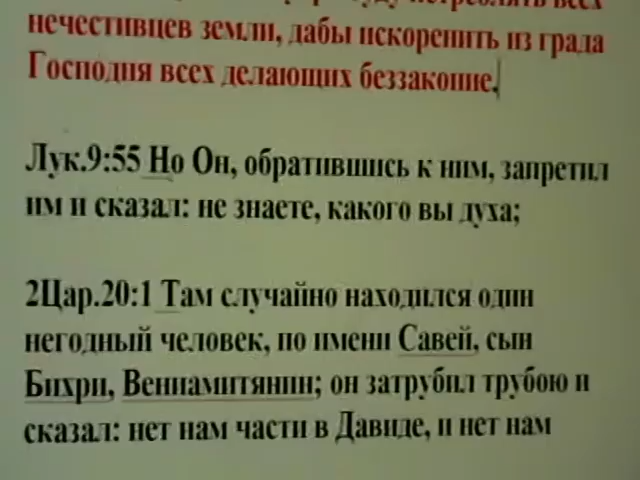 истреблять всех
нечестивцев земли, дабы искоренить из града
Господня всех делающих беззаконие.
Лук.9:55 Но Он, обратившись к ним, запретил
им и сказал: не знаете, какого вы духа;
2Цар.20:1 Там случайно находился один
негодный человек, по имени Савей, сын
Бихри, Вениамитянин; он затрубил трубою и
сказал: нет нам части в Давиде, и нет нам